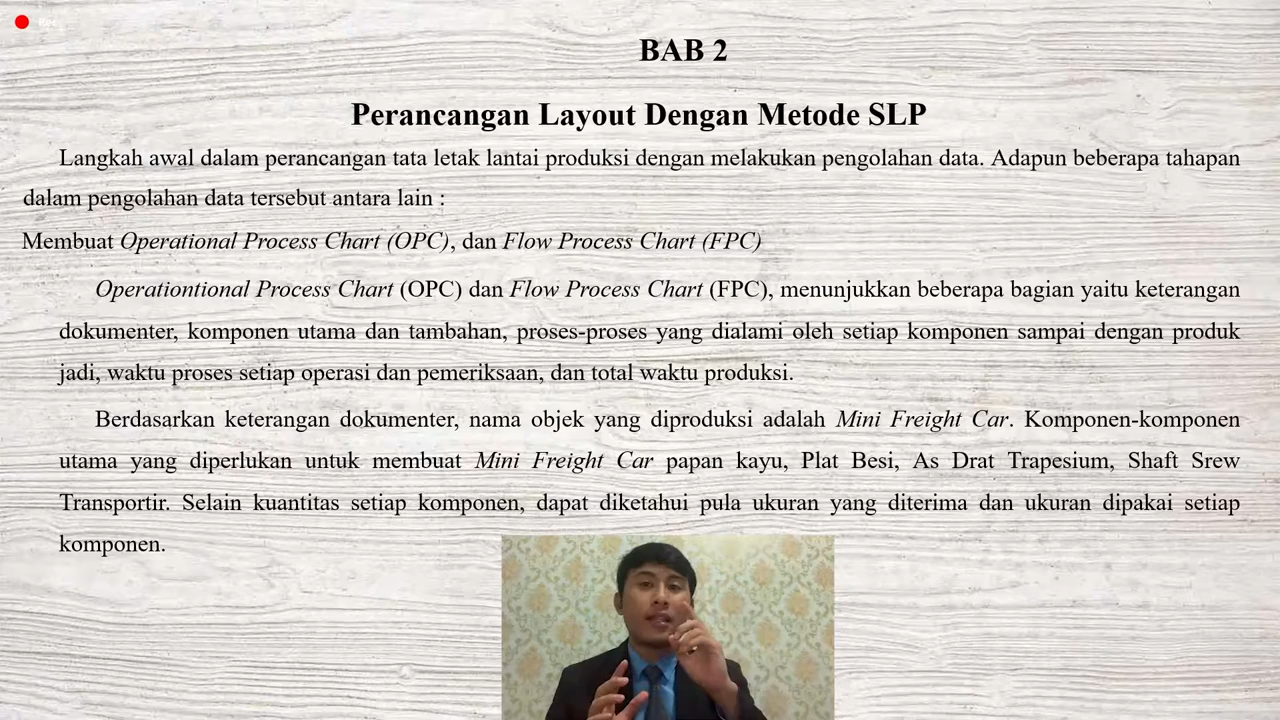 BAB 2
Perancangan Layout Dengan Metode SLP
Langkah awal dalam perancangan tata letak lantai produksi dengan melakukan pengolahan data. Adapun beberapa tahapan
dalam pengolahan data tersebut antara lain :
Membuat Operational Process Chart (OPC), dan Flow Process Chart (FPC)
Operationtional Process Chart (OPC) dan Flow Process Chart (FPC), menunjukkan beberapa bagian yaitu keterangan
dokumenter, komponen utama dan tambahan, proses-proses yang dialami oleh setiap komponen sampai dengan produk
jadi, waktu proses setiap operasi dan pemeriksaan, dan total waktu produksi.
Berdasarkan keterangan dokumenter, nama objek yang diproduksi adalah Mini Freight Car. Komponen-komponen
utama yang diperlukan untuk membuat Mini Freight Car papan kayu, Plat Besi, As Drat Trapesium, Shaft Srew
Transportir. Selain kuantitas setiap komponen, dapat diketahui pula ukuran yang diterima dan ukuran dipakai setiap
komponen.